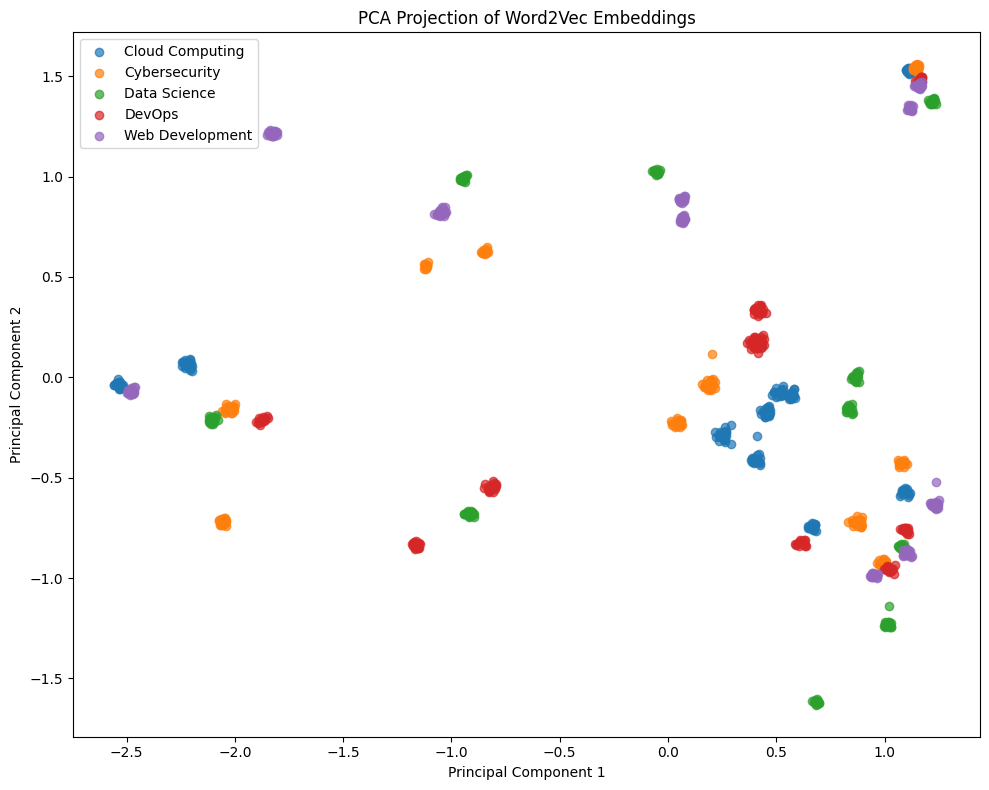 PCA Projection of Word2Vec Embeddings
Cloud Computing
Cybersecurity
Data Science
DevOps
Web Development
Principal Component 2
1.5
1.0
0.5
0.0
−0.5
−1.0
−1.5
−2.5
−2.0
−1.5
−1.0
−0.5
0.0
0.5
1.0
Principal Component 1